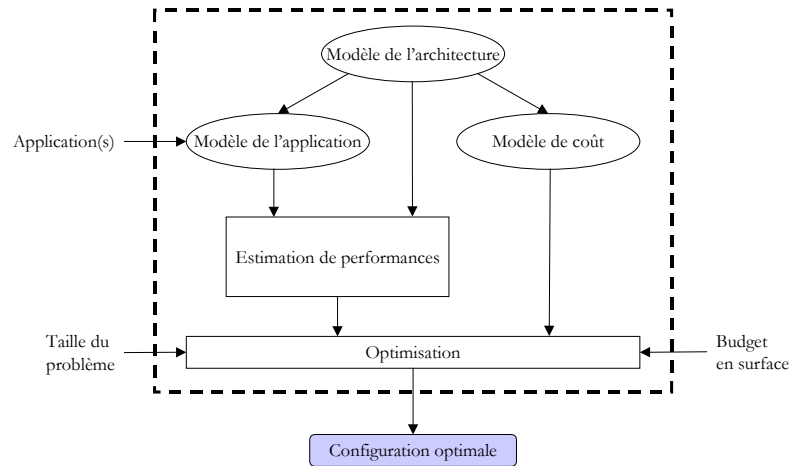 Modèle de l'architecture
Application(s)
Modèle de l'application
Modèle de coût
Estimation de performances
Taille du
problème
Optimisation
Budget
en surface
Configuration optimale